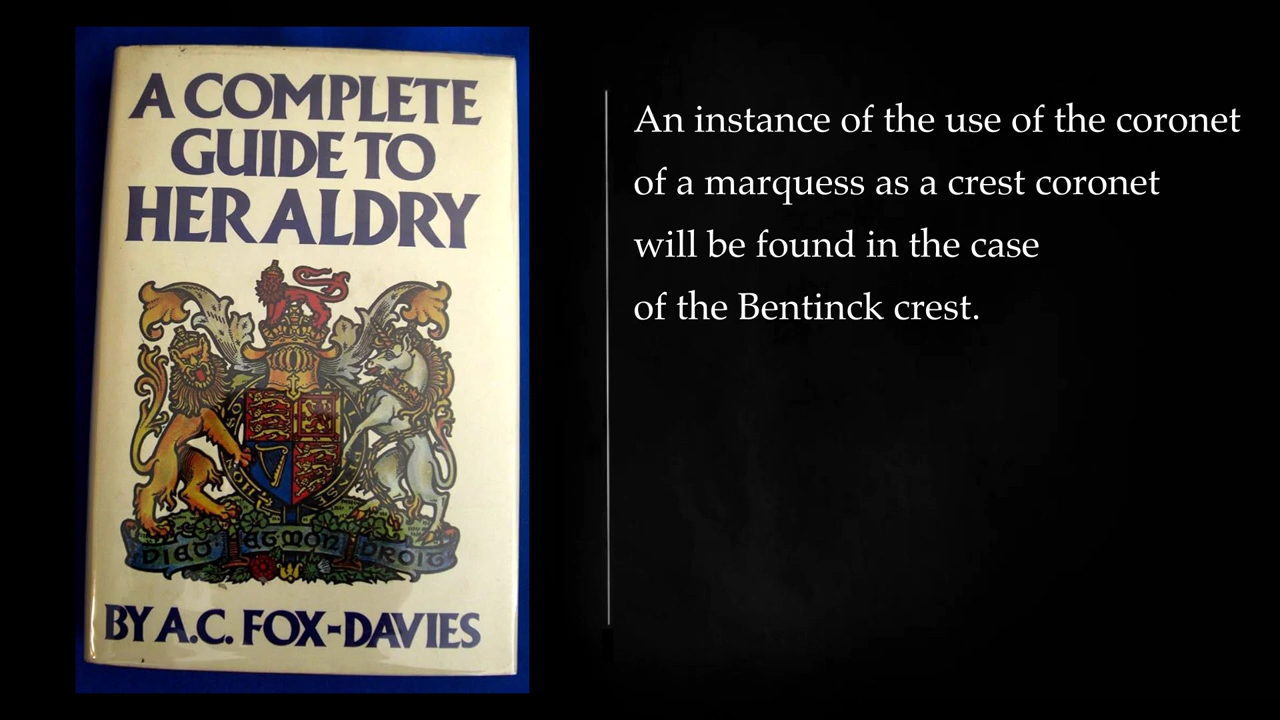 A COMPLETE
GUIDE TO
HERALDRY
DIEU ET MON DROIT
BY A.C. FOX-DAVIES
An instance of the use of the coronet
of a marquess as a crest coronet
will be found in the case
of the Bentinck crest.